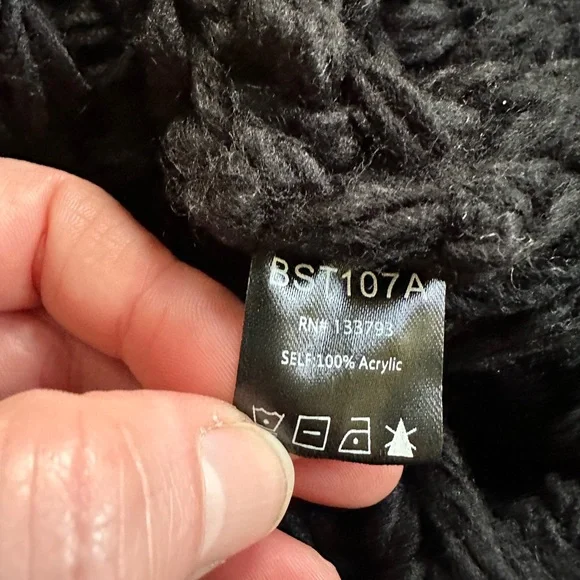 BST107A
RN# 133793
SELF:100% Acrylic